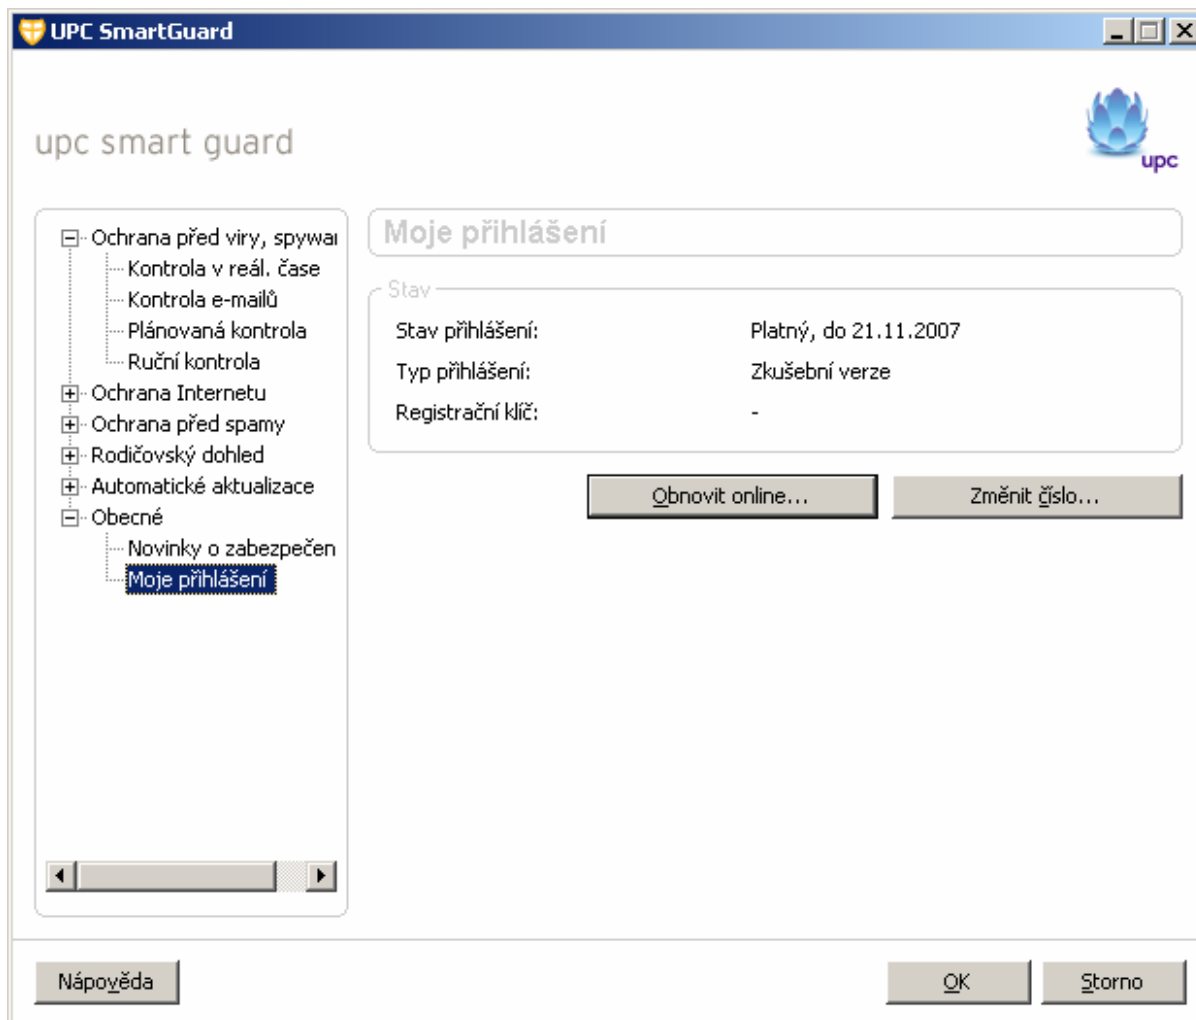 UPC SmartGuard
upc smart guard
upc
Ochrana před viry, spywar
Kontrola v reál. čase
Kontrola e-mailů
Plánovaná kontrola
Ruční kontrola
Ochrana Internetu
Ochrana před spamy
Rodičovský dohled
Automatické aktualizace
Obecné
Novinky o zabezpečen
Moje přihlášení
Moje přihlášení
Stav
Stav přihlášení: Platný, do 21.11.2007
Typ přihlášení: Zkušební verze
Registrační klíč: -
Obnovit online... Změnit číslo...
Nápověda OK Storno